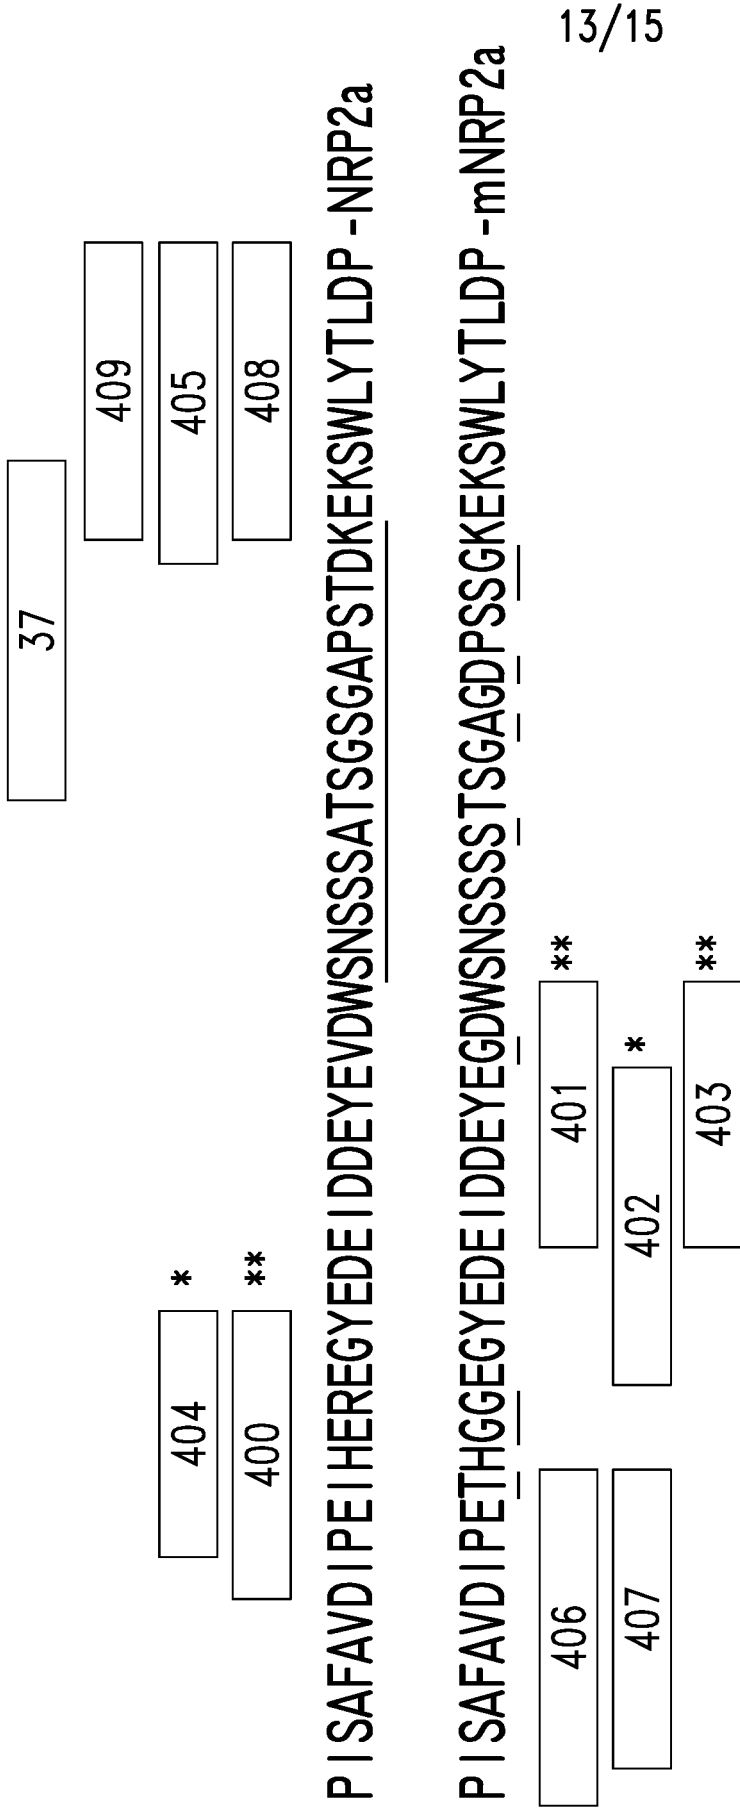 13/15
37
409
404 * 405
400 ** 408
PISAFAVDIPEIHEREGYEDEIDDEYEVDWSNSSSATSGSGAPSTDKEKSWLYTLDP -NRP2a
PISAFAVDIPETHGGEGYEDEIDDEYEGDWSNSSSSTSGAGDPSSGKEKSWLYTLDP -mNRP2a
406 401 **
407 402 *
403 **